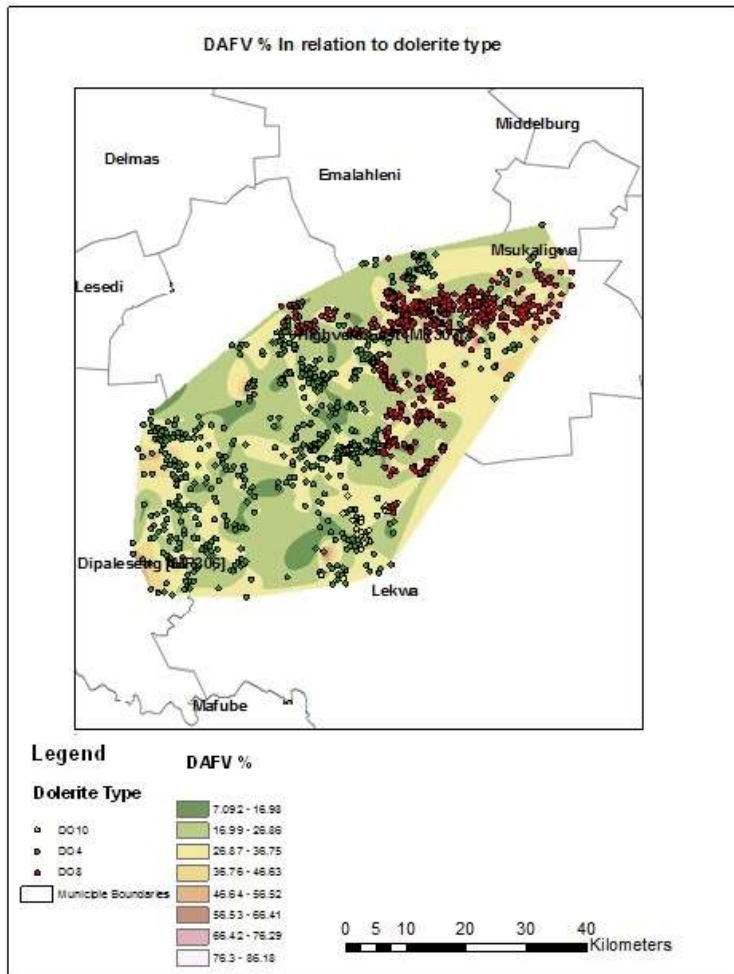 DAFV % In relation to dolerite type
Middelburg
Delmas
Emalahleni
Msukaligwa
Lesedi
Lekwa
Mafube
Legend
DAFV %
Dolerite Type
DO10
DO4
DO8
Municiple Boundaries
7.092 - 16.98
16.99 - 26.86
26.87 - 36.75
36.76 - 46.63
46.64 - 56.52
56.53 - 66.41
66.42 - 76.29
76.3 - 86.18
0 5 10 20 30 40
Kilometers